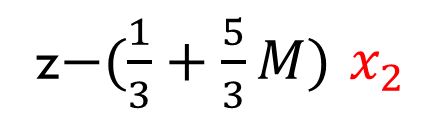 z−(1/3 + 5/3 M) x₂